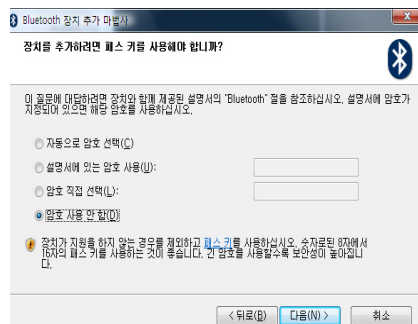 Bluetooth 장치 추가 마법사
장치를 추가하려면 패스 키를 사용해야 합니까?
이 질문에 대답하려면 장치와 함께 제공된 설명서의 "Bluetooth" 절을 참조하십시오. 설명서에 암호가
지정되어 있으면 해당 암호를 사용하십시오.
자동으로 암호 선택(C)
설명서에 있는 암호 사용(U):
암호 직접 선택(L):
암호 사용 안 함(D)
장치가 지원을 하지 않는 경우를 제외하고 패스 키를 사용하십시오. 숫자로된 8자에서
16자의 패스 키를 사용하는 것이 좋습니다. 긴 암호를 사용할수록 보안성이 높아집니
다.
< 뒤로(B)
다음(N) >
취소